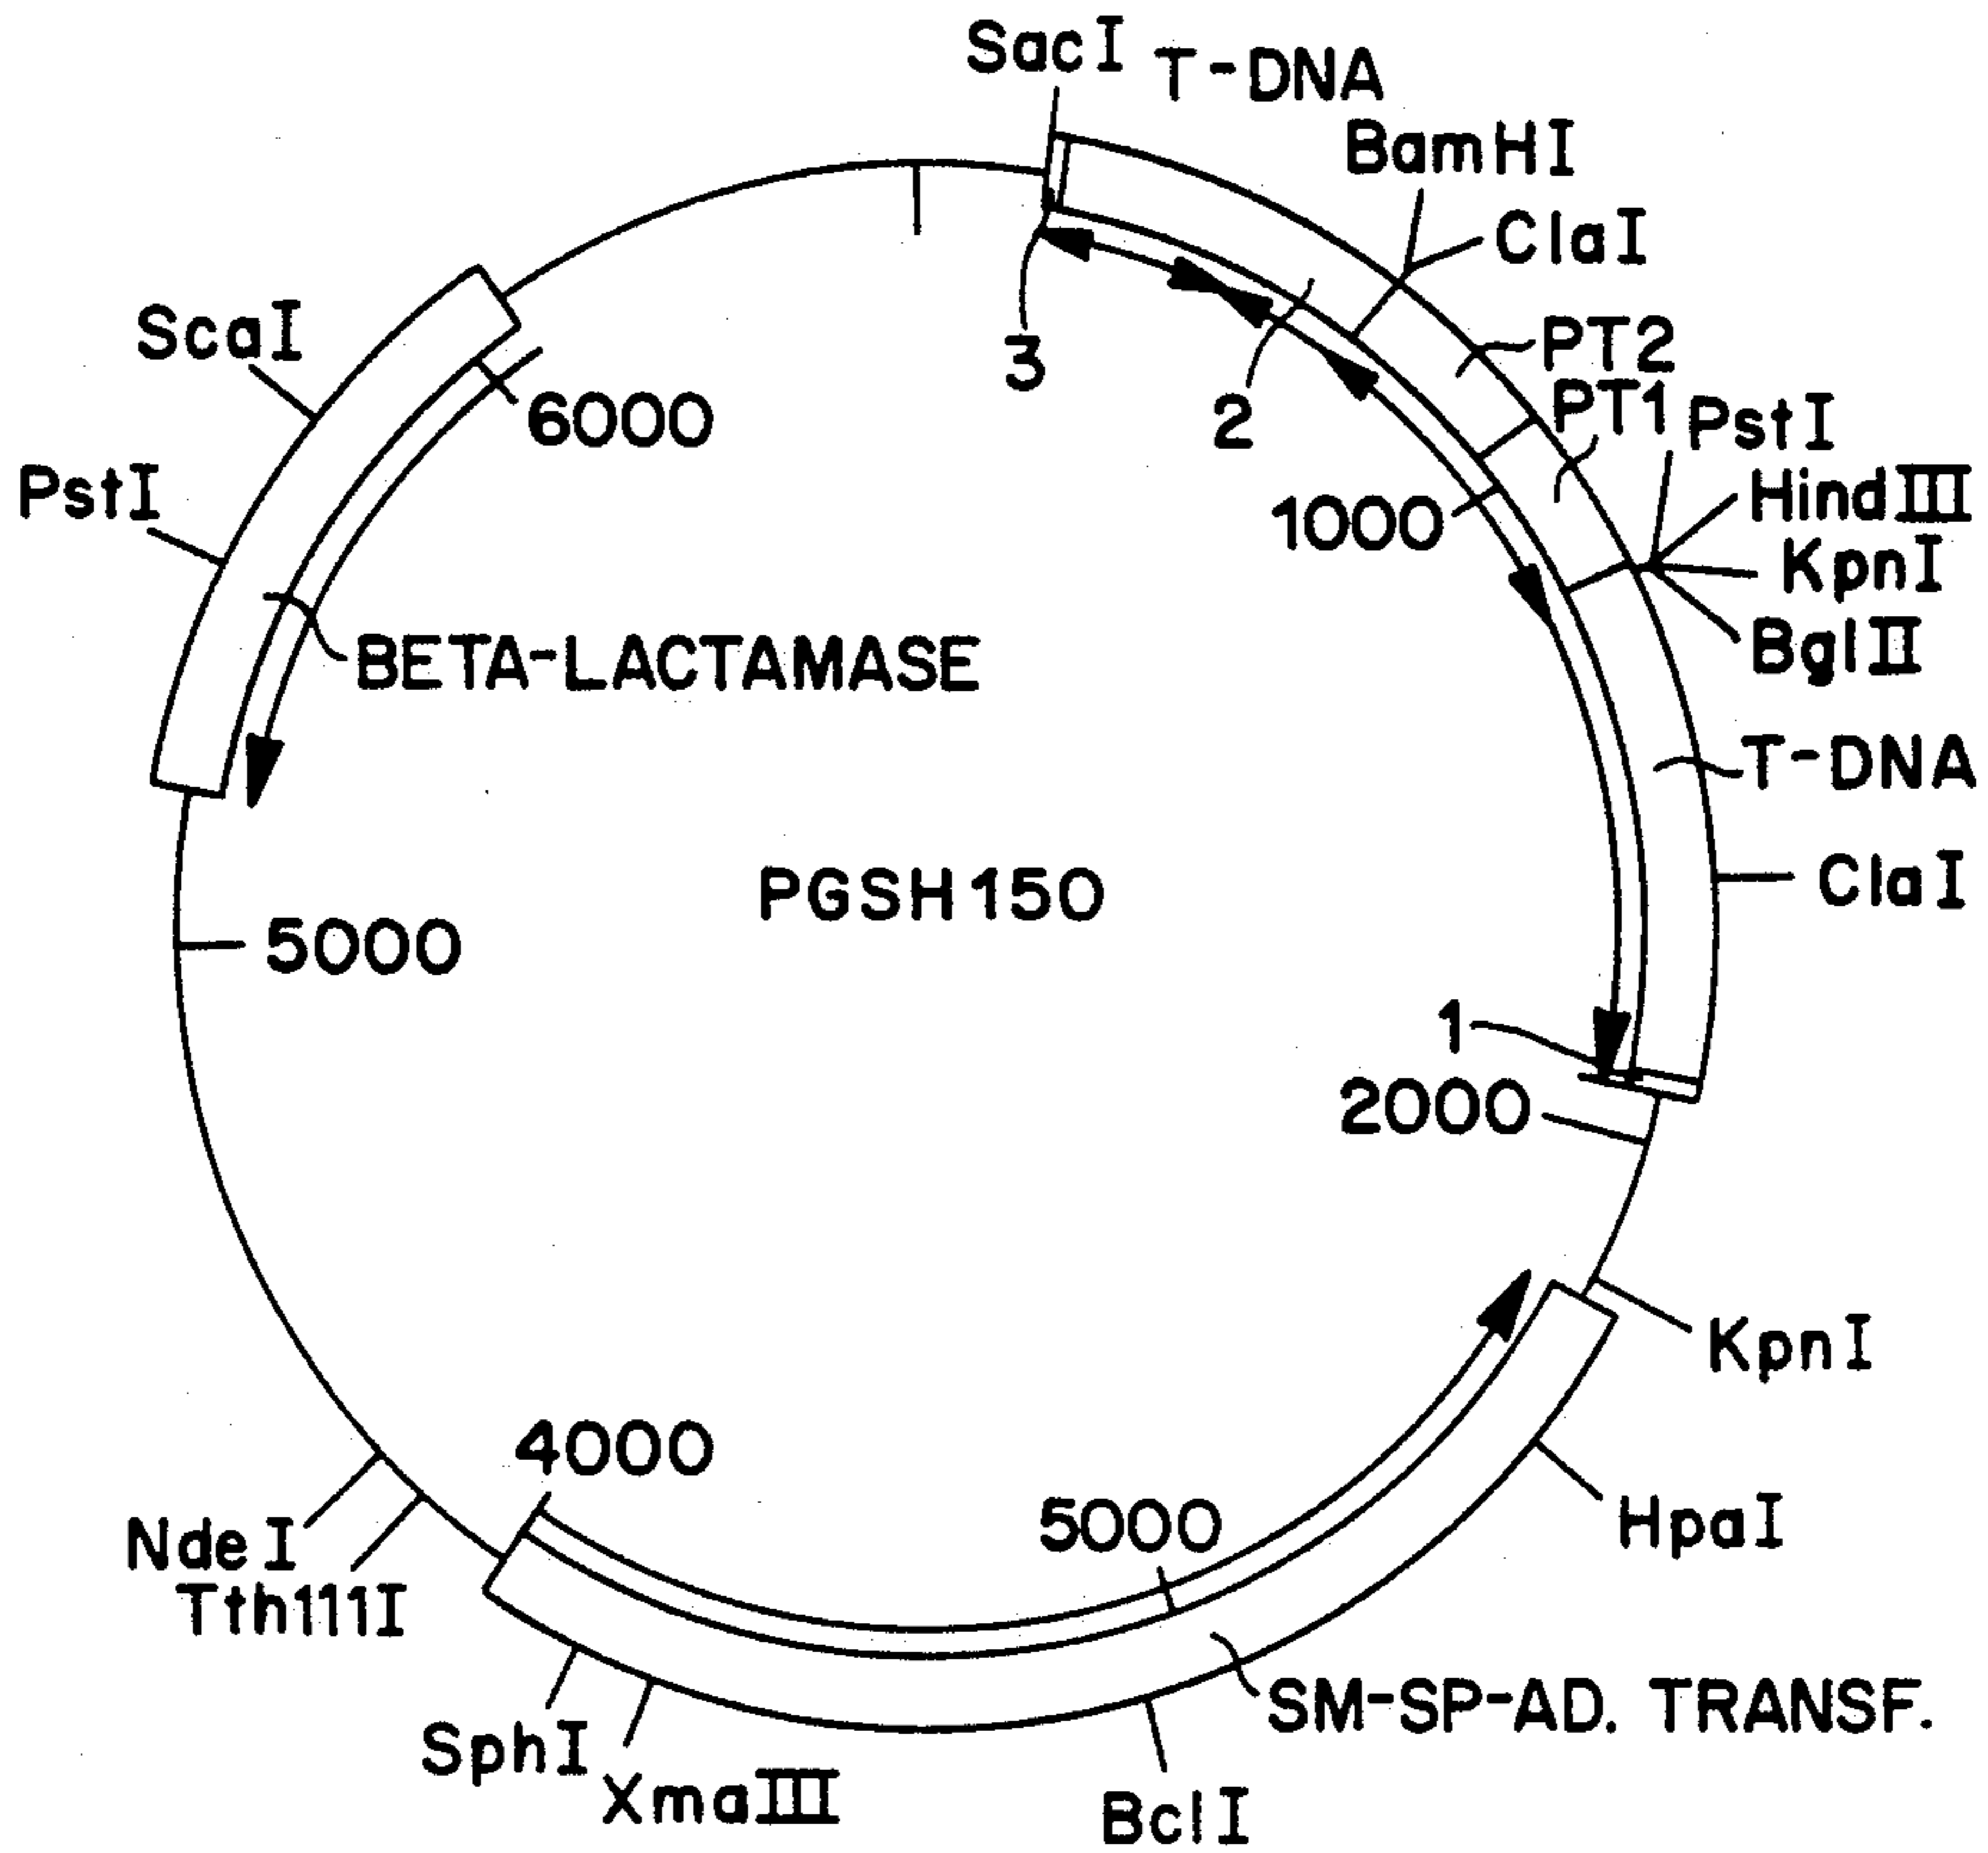 SacI
T-DNA
BamHI
ClaI
PT2
PT1
PstI
HindIII
KpnI
BglII
T-DNA
ClaI
ScaI
PstI
6000
3
2
1000
BETA-LACTAMASE
PGSH150
5000
1
2000
KpnI
HpaI
4000
5000
NdeI
Tth111I
SphI
XmaIII
BclI
SM-SP-AD. TRANSF.